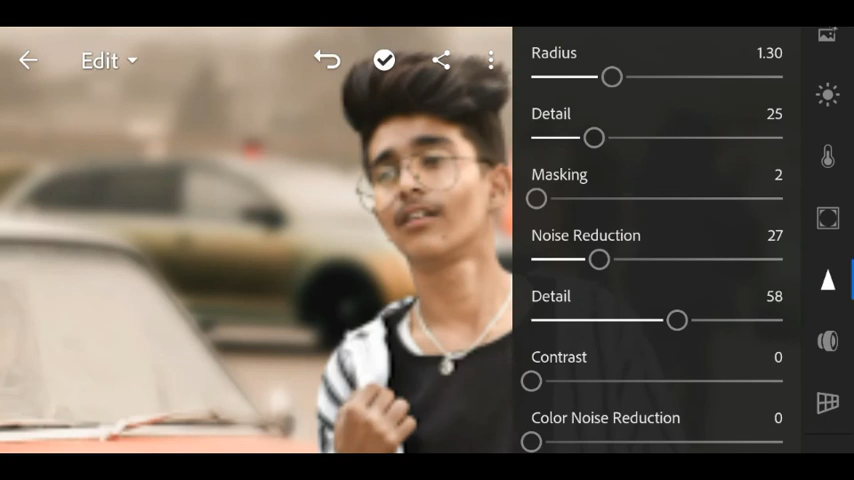 Edit
Radius 1.30
Detail 25
Masking 2
Noise Reduction 27
Detail 58
Contrast 0
Color Noise Reduction 0